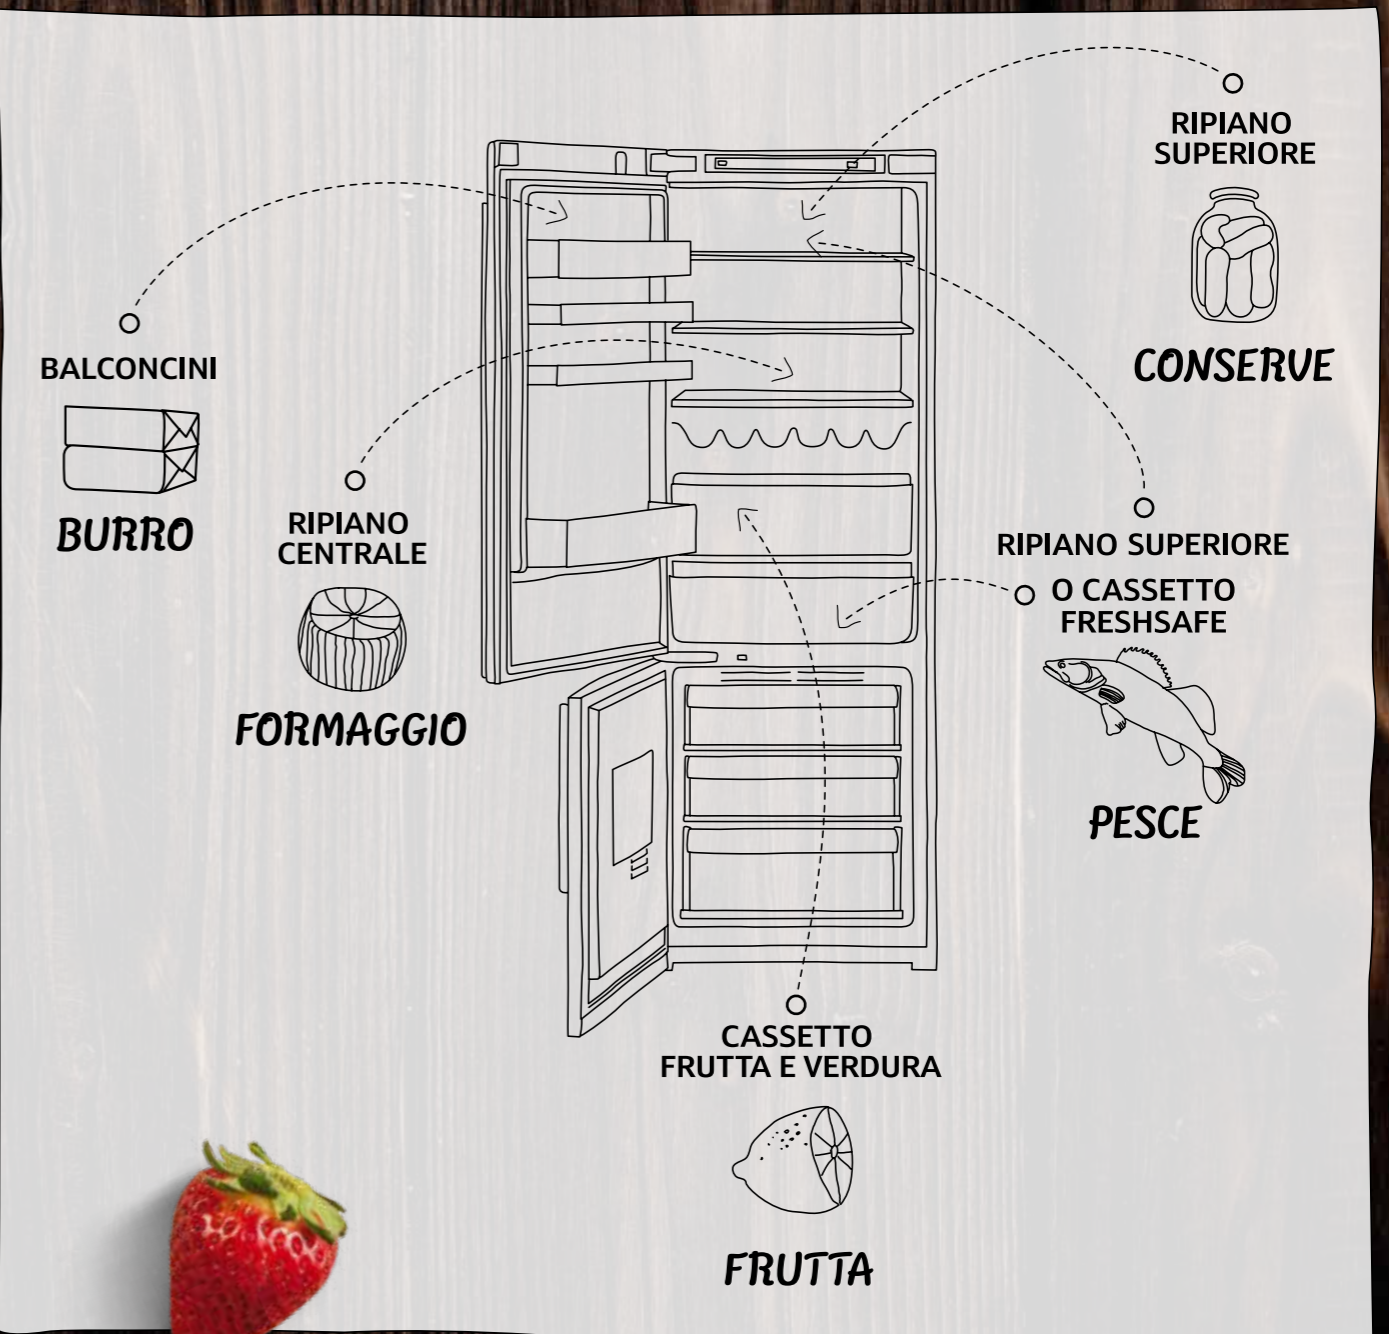 RIPIANO
SUPERIORE
CONSERVE
BALCONCINI
BURRO
RIPIANO
CENTRALE
FORMAGGIO
RIPIANO SUPERIORE
O CASSETTO
FRESHSAFE
PESCE
CASSETTO
FRUTTA E VERDURA
FRUTTA